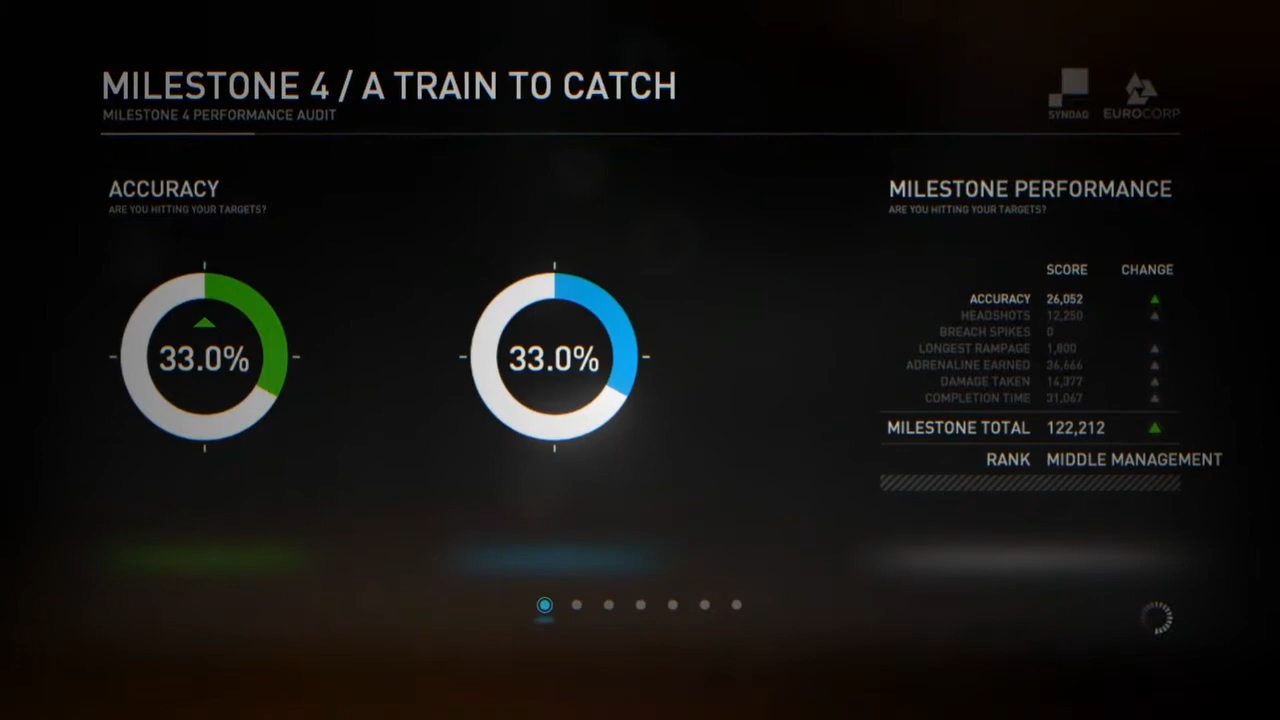 MILESTONE 4 / A TRAIN TO CATCH
MILESTONE 4 PERFORMANCE AUDIT
SYNDAQ
EUROCORP
ACCURACY
ARE YOU HITTING YOUR TARGETS?
33.0%
33.0%
MILESTONE PERFORMANCE
ARE YOU HITTING YOUR TARGETS?
SCORE CHANGE
ACCURACY 26,052
HEADSHOTS 12,250
BREACH SPIKES 0
LONGEST RAMPAGE 1,800
ADRENALINE EARNED 36,666
DAMAGE TAKEN 14,377
COMPLETION TIME 31,067
MILESTONE TOTAL 122,212
RANK MIDDLE MANAGEMENT